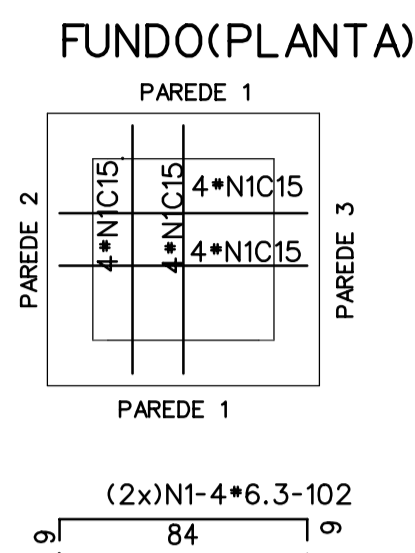 FUNDO(PLANTA)
PAREDE 1
4*N1C15
4*N1C15
4*N1C15
4*N1C15
PAREDE 2
PAREDE 3
PAREDE 1
(2x)N1-4*6.3-102
9
84
9